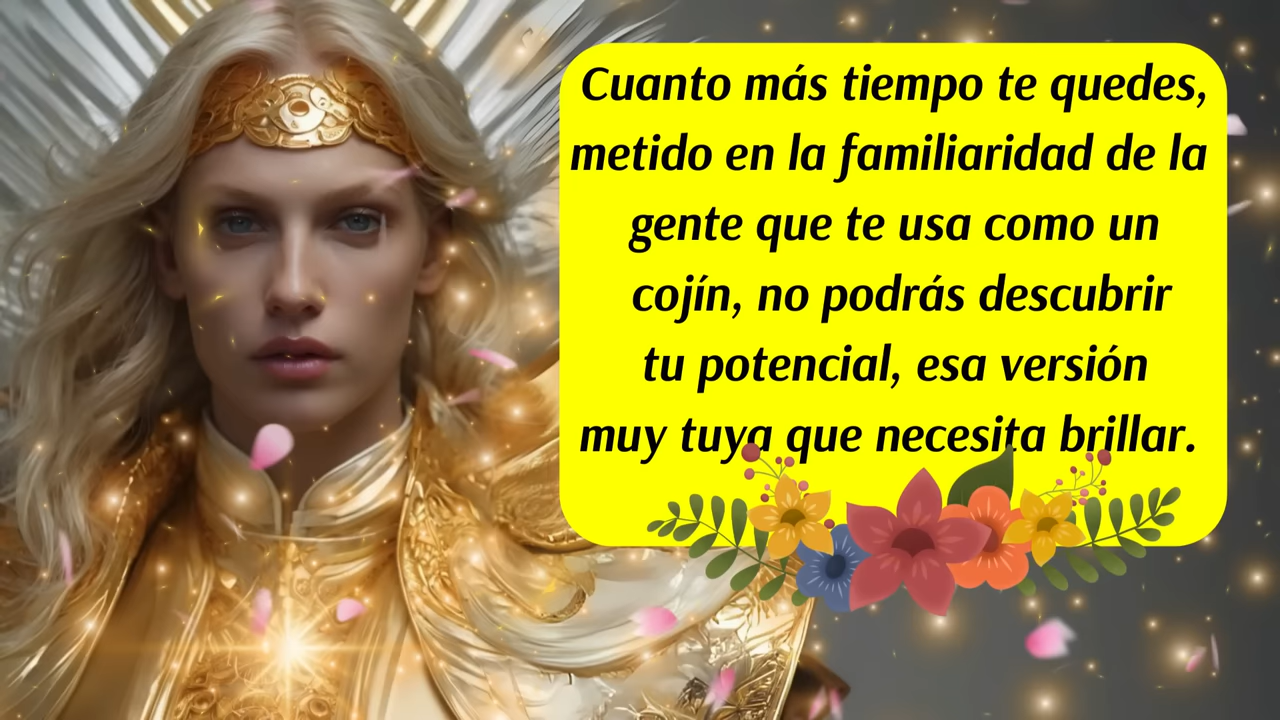 Cuanto más tiempo te quedes,
metido en la familiaridad de la
gente que te usa como un
cojín, no podrás descubrir
tu potencial, esa versión
muy tuya que necesita brillar.